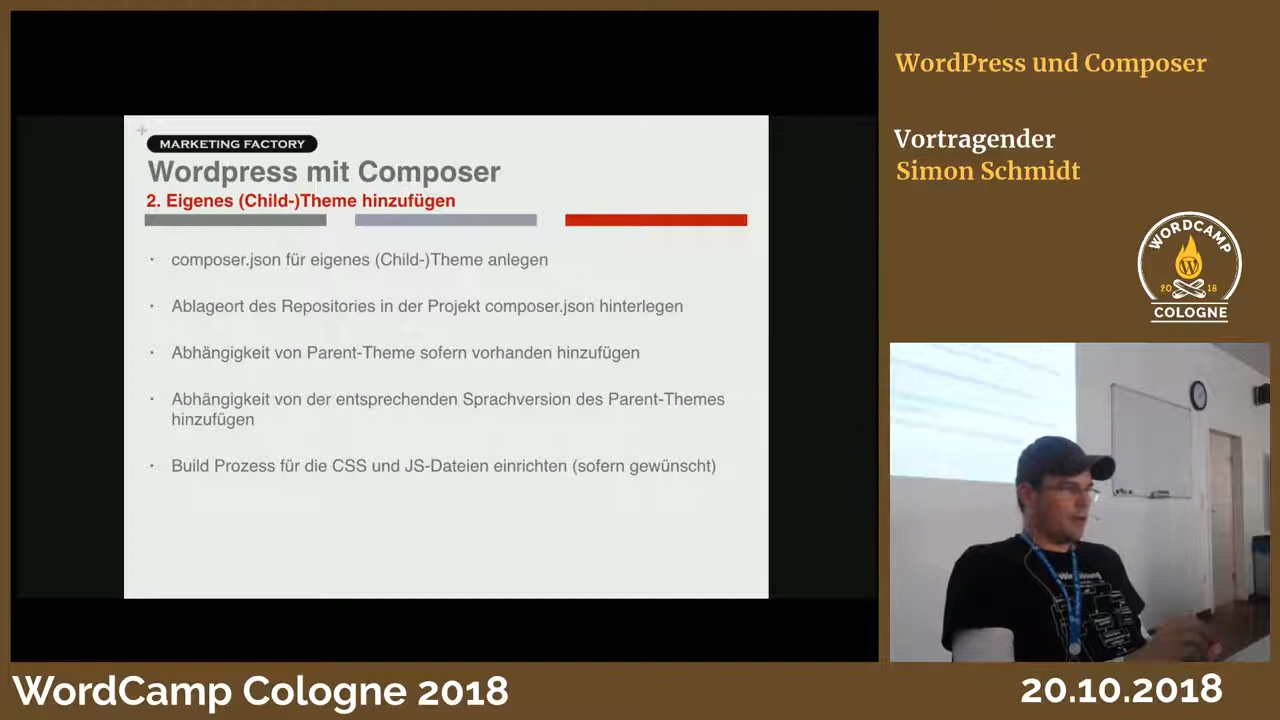 WordPress und Composer
Vortragender
Simon Schmidt
WORDCAMP
2018
COLOGNE
MARKETING FACTORY
Wordpress mit Composer
2. Eigenes (Child-)Theme hinzufügen
· composer.json für eigenes (Child-)Theme anlegen
· Ablageort des Repositories in der Projekt composer.json hinterlegen
· Abhängigkeit von Parent-Theme sofern vorhanden hinzufügen
· Abhängigkeit von der entsprechenden Sprachversion des Parent-Themes
hinzufügen
· Build Prozess für die CSS und JS-Dateien einrichten (sofern gewünscht)
WordCamp Cologne 2018
20.10.2018